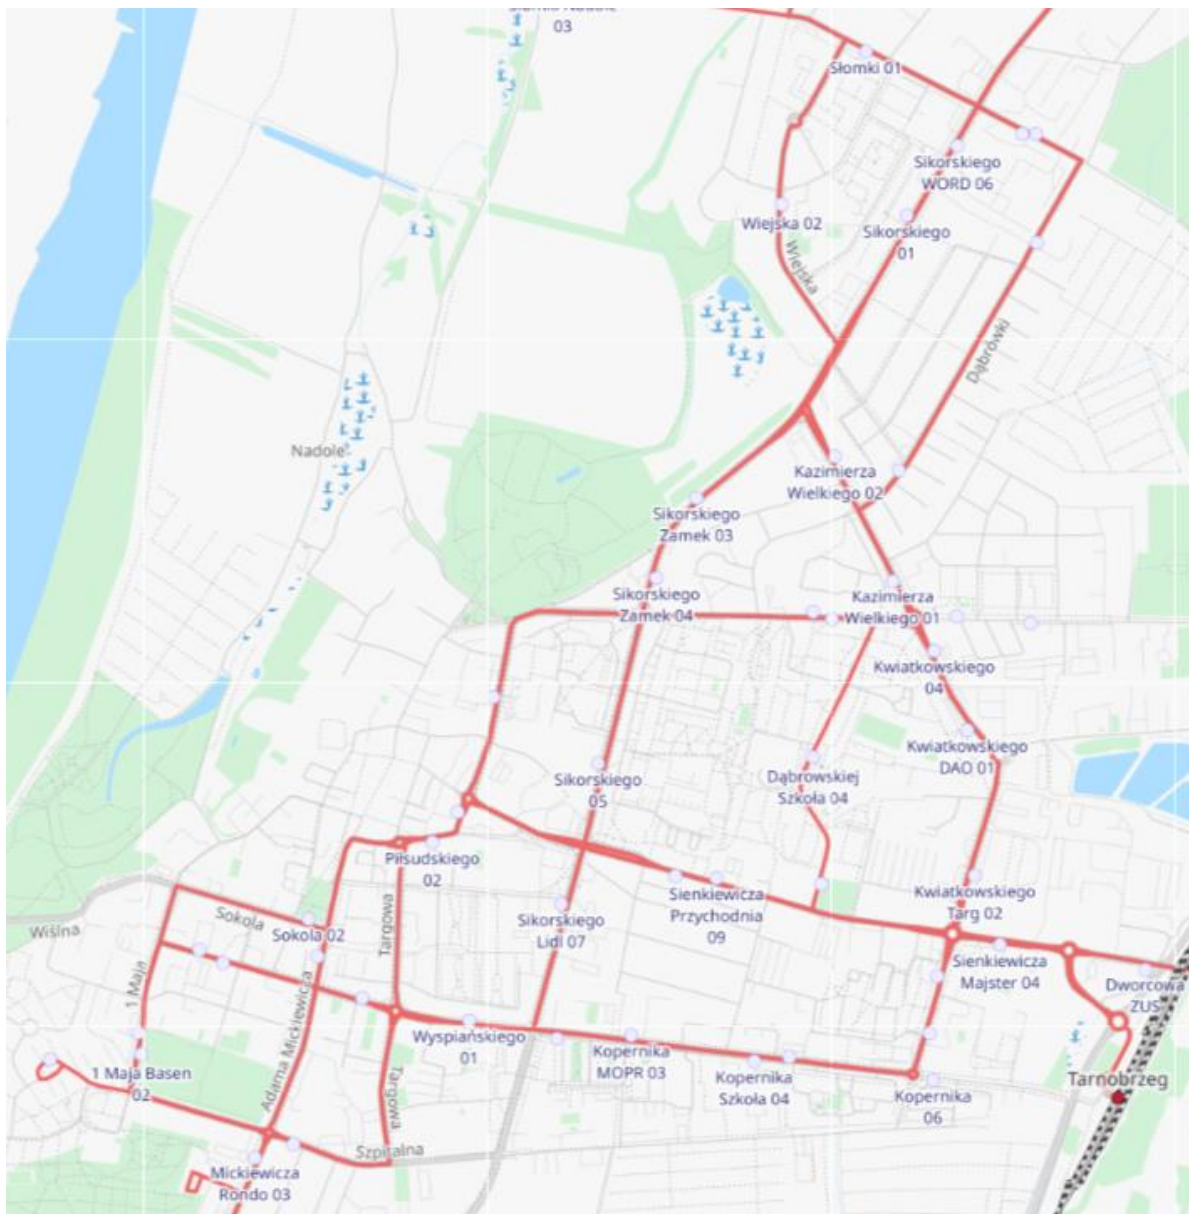 03
Słomki 01
Sikorskiego
WORD 06
Wiejska 02
Sikorskiego
01
Wiejska
Dąbrówki
Nadole
Kazimierza
Wielkiego 02
Sikorskiego
Zamek 03
Sikorskiego
Zamek 04
Kazimierza
Wielkiego 01
Kwiatkowskiego
04
Kwiatkowskiego
DAO 01
Sikorskiego
05
Dąbrowskiej
Szkoła 04
Piłsudskiego
02
Sienkiewicza
Przychodnia
09
Kwiatkowskiego
Targ 02
Sokola
Sokola 02
Wiślna
Targowa
Sikorskiego
Lidl 07
Sienkiewicza
Majster 04
Dworcowa
ZUS
1 Maja
Adama Mickiewicza
Wyspiańskiego
01
Kopernika
MOPR 03
1 Maja Basen
02
Targowa
Kopernika
Szkoła 04
Kopernika
06
Tarnobrzeg
Szpitalna
Mickiewicza
Rondo 03